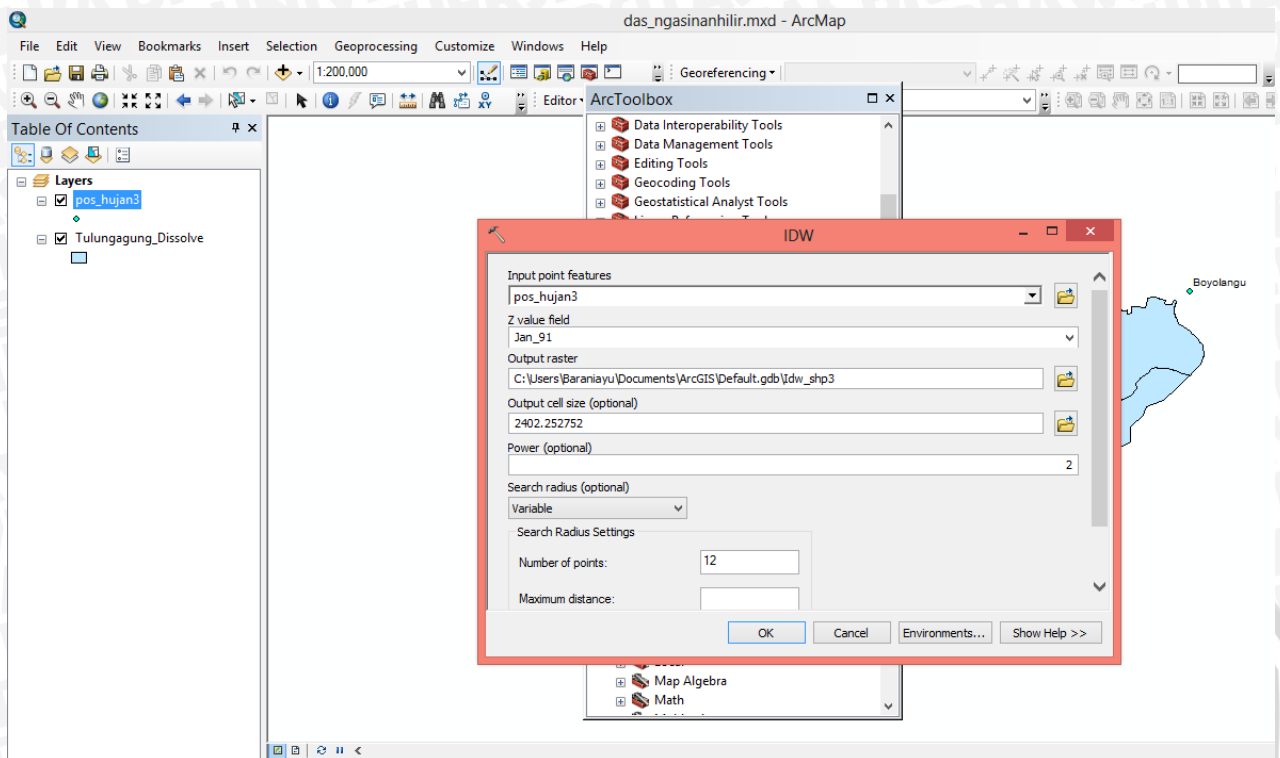 das_ngasinanhilir.mxd - ArcMap
File Edit View Bookmarks Insert Selection Geoprocessing Customize Windows Help
1:200,000
Georeferencing
Editor
ArcToolbox
Table Of Contents
Layers
pos_hujan3
Tulungagung_Dissolve
Data Interoperability Tools
Data Management Tools
Editing Tools
Geocoding Tools
Geostatistical Analyst Tools
IDW
Input point features
pos_hujan3
Z value field
Jan_91
Output raster
C:\Users\Baraniayu\Documents\ArcGIS\Default.gdb\Idw_shp3
Output cell size (optional)
2402.252752
Power (optional)
2
Search radius (optional)
Variable
Search Radius Settings
Number of points:
12
Maximum distance:
OK Cancel Environments... Show Help >>
Boyolangu
Map Algebra
Math